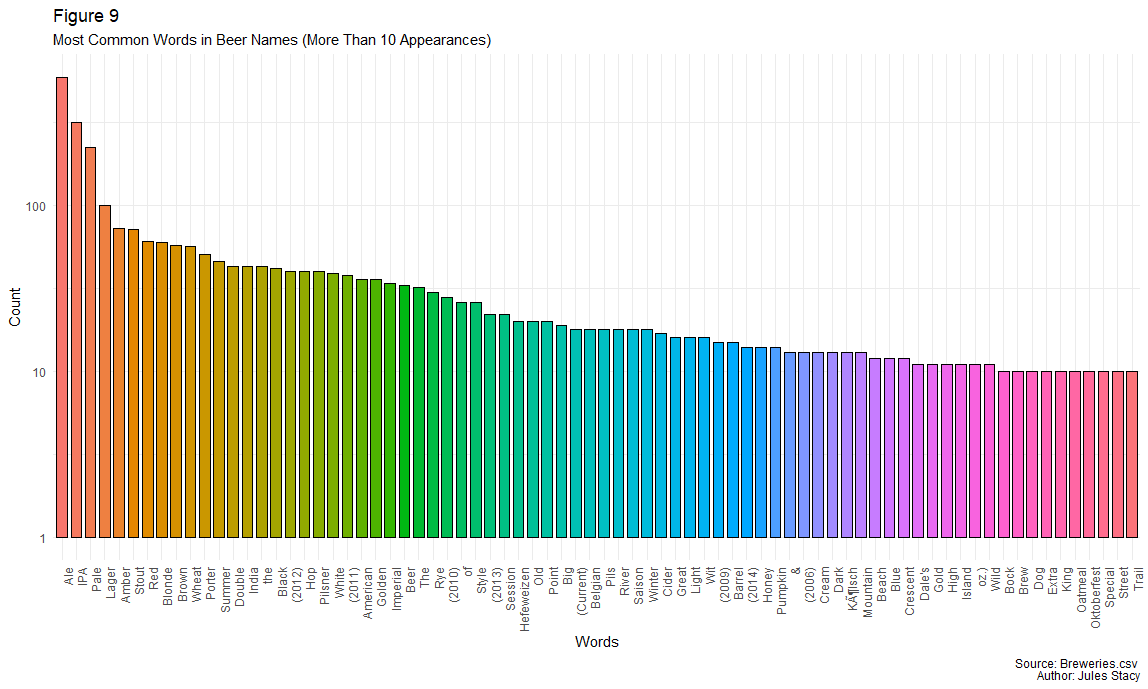 Figure 9
Most Common Words in Beer Names (More Than 10 Appearances)
Count
100
10
1
Ale
IPA
Pale
Lager
Amber
Stout
Red
Blonde
Brown
Wheat
Porter
Summer
Double
India
the
Black
(2012)
Hop
Pilsner
White
(2011)
American
Golden
Imperial
Beer
The
Rye
(2010)
of
Style
(2013)
Session
Hefeweizen
Old
Point
Big
(Current)
Belgian
Pils
River
Saison
Winter
Cider
Great
Light
Wit
(2009)
Barrel
(2014)
Honey
Pumpkin
&
(2006)
Cream
Dark
KÃ¶lsch
Mountain
Beach
Blue
Crescent
Dale's
Gold
High
Island
oz.)
Wild
Bock
Brew
Dog
Extra
King
Oatmeal
Oktoberfest
Special
Street
Trail
Words
Source: Breweries.csv
Author: Jules Stacy